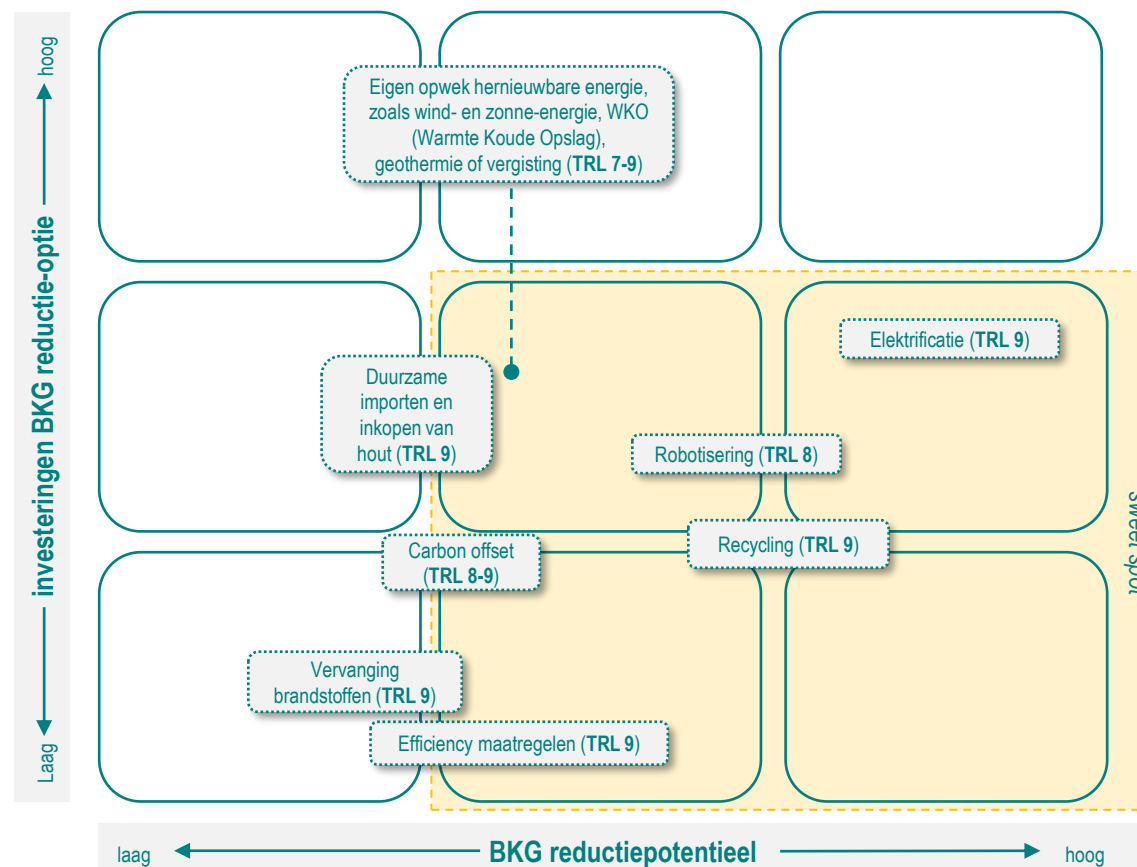 hoog
investeringen BKG reductie-optie
Laag
Eigen opwek hernieuwbare energie,
zoals wind- en zonne-energie, WKO
(Warmte Koude Opslag),
geothermie of vergisting (TRL 7-9)
Elektrificatie (TRL 9)
Duurzame
importen en
inkopen van
hout (TRL 9)
Robotisering (TRL 8)
Recycling (TRL 9)
sweet spot
Carbon offset
(TRL 8-9)
Vervanging
brandstoffen (TRL 9)
Efficiency maatregelen (TRL 9)
laag
BKG reductiepotentieel
hoog